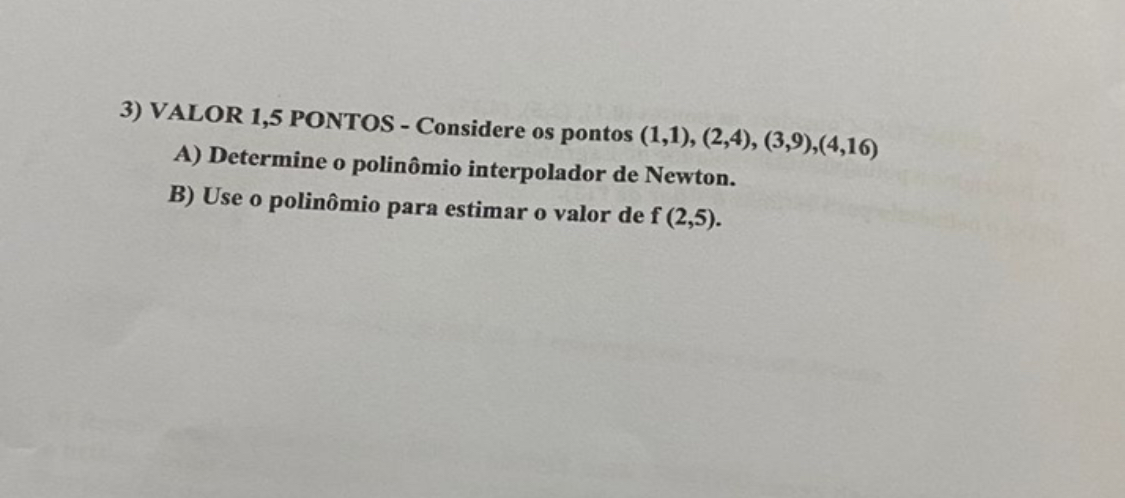 3) VALOR 1,5 PONTOS - Considere os pontos (1,1), (2,4), (3,9),(4,16)
A) Determine o polinômio interpolador de Newton.
B) Use o polinômio para estimar o valor de f (2,5).